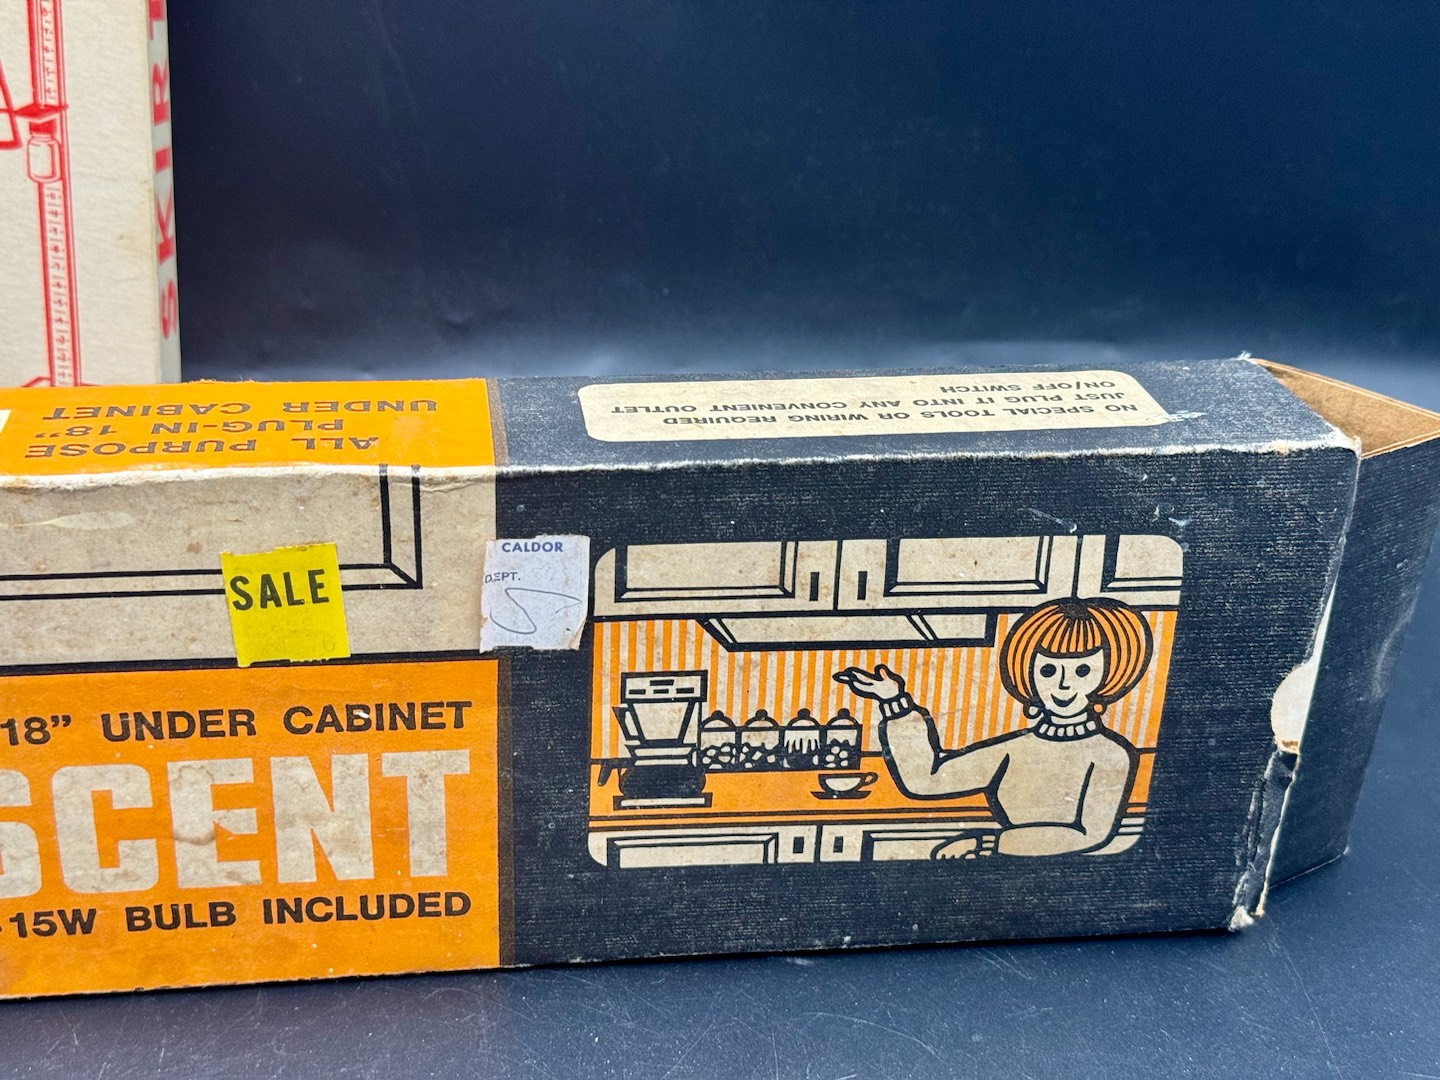 SKIRT
ALL PURPOSE
PLUG-IN 18”
UNDER CABINET
NO SPECIAL TOOLS OR WIRING REQUIRED
JUST PLUG IT INTO ANY CONVENIENT OUTLET
ON/OFF SWITCH
SALE
CALDOR
DEPT.
18” UNDER CABINET
SCENT
15W BULB INCLUDED